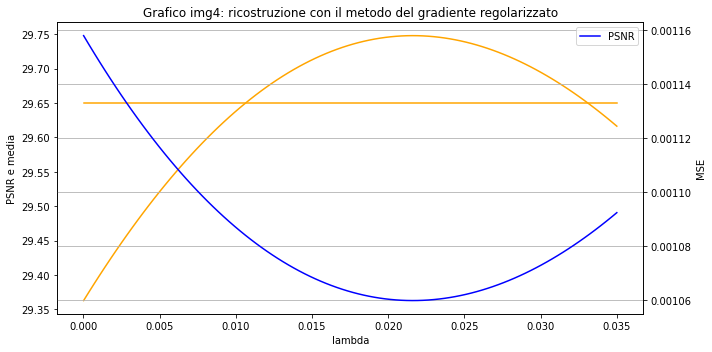 Grafico img4: ricostruzione con il metodo del gradiente regolarizzato
PSNR
PSNR e media
29.75
29.70
29.65
29.60
29.55
29.50
29.45
29.40
29.35
0.00116
0.00114
0.00112
0.00110
0.00108
0.00106
MSE
0.000 0.005 0.010 0.015 0.020 0.025 0.030 0.035
lambda